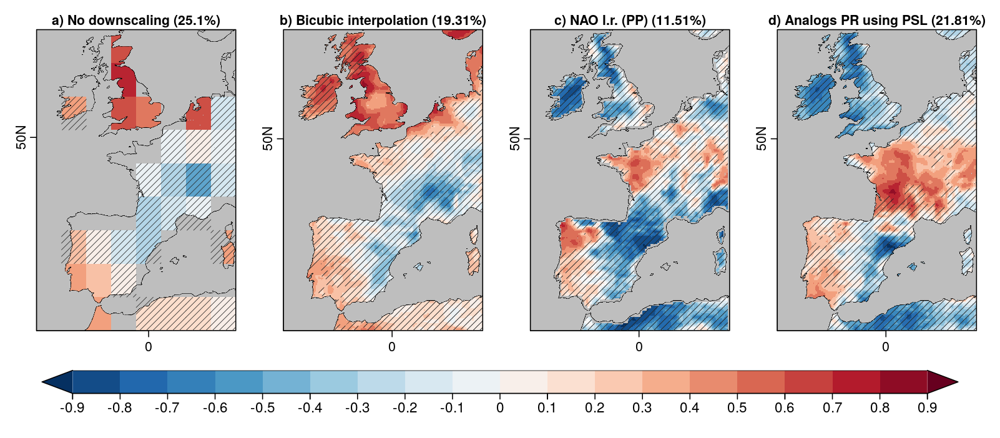 a) No downscaling (25.1%)
b) Bicubic interpolation (19.31%)
c) NAO l.r. (PP) (11.51%)
d) Analogs PR using PSL (21.81%)
50N
50N
50N
50N
0
0
0
0
-0.9 -0.8 -0.7 -0.6 -0.5 -0.4 -0.3 -0.2 -0.1 0 0.1 0.2 0.3 0.4 0.5 0.6 0.7 0.8 0.9